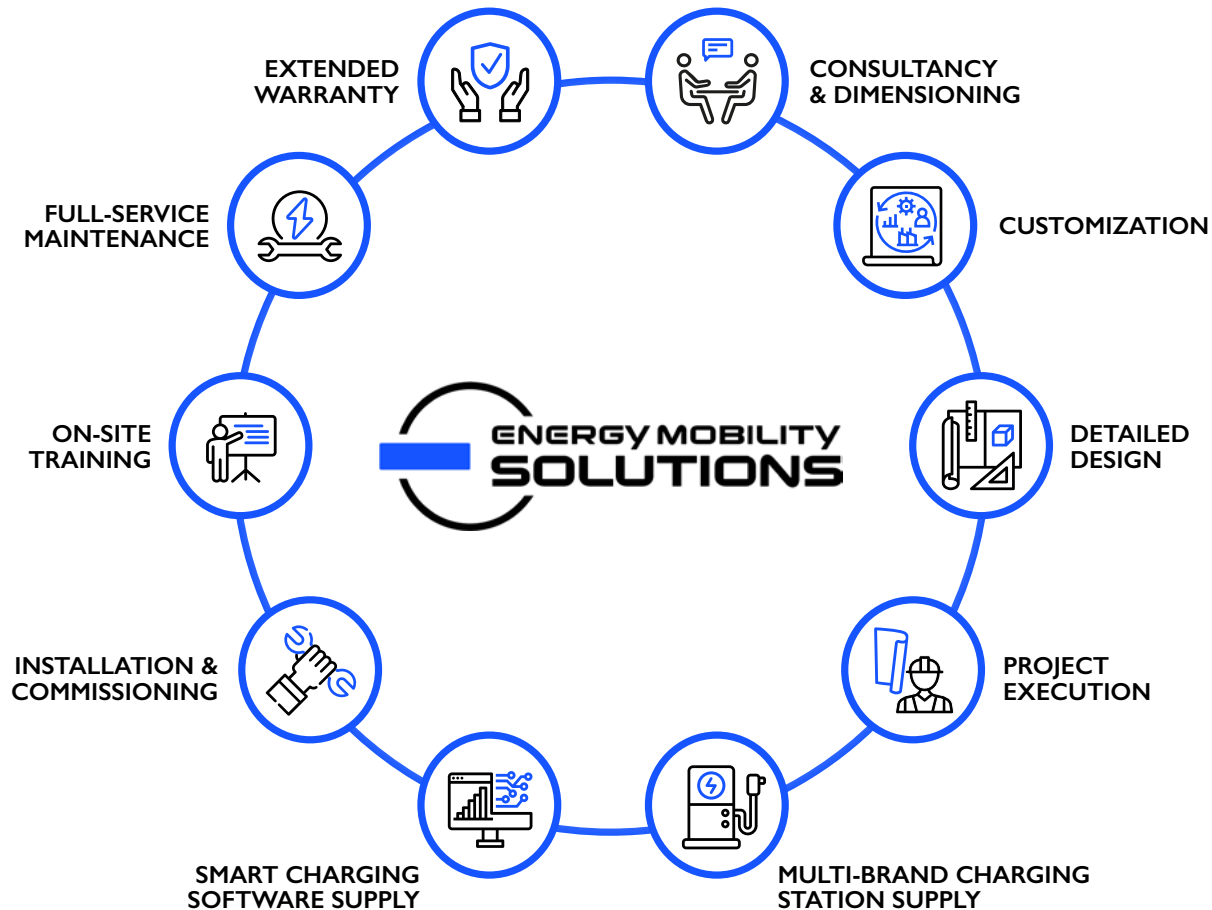 EXTENDED
WARRANTY
CONSULTANCY
& DIMENSIONING
FULL-SERVICE
MAINTENANCE
CUSTOMIZATION
ON-SITE
TRAINING
ENERGY MOBILITY
SOLUTIONS
DETAILED
DESIGN
INSTALLATION &
COMMISSIONING
PROJECT
EXECUTION
SMART CHARGING
SOFTWARE SUPPLY
MULTI-BRAND CHARGING
STATION SUPPLY